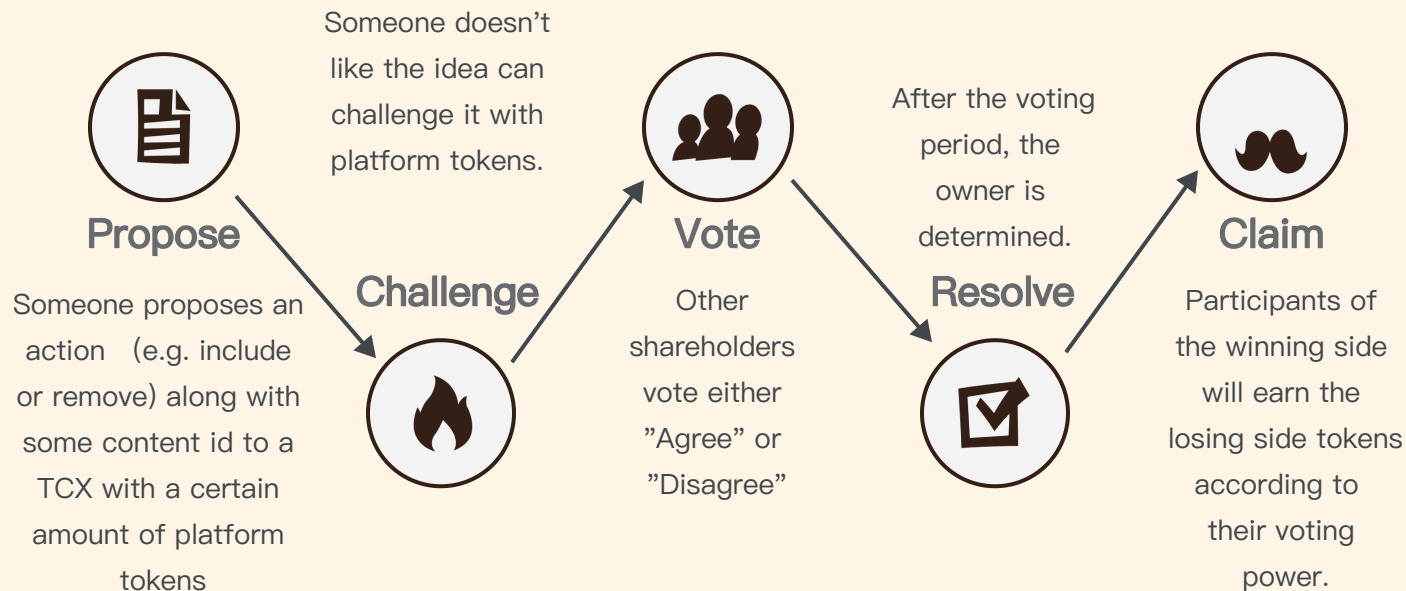 Propose
Someone proposes an
action （e.g. include
or remove) along with
some content id to a
TCX with a certain
amount of platform
tokens
Someone doesn’t
like the idea can
challenge it with
platform tokens.
Challenge
Vote
Other
shareholders
vote either
”Agree” or
”Disagree”
After the voting
period, the
owner is
determined.
Resolve
Claim
Participants of
the winning side
will earn the
losing side tokens
according to
their voting
power.